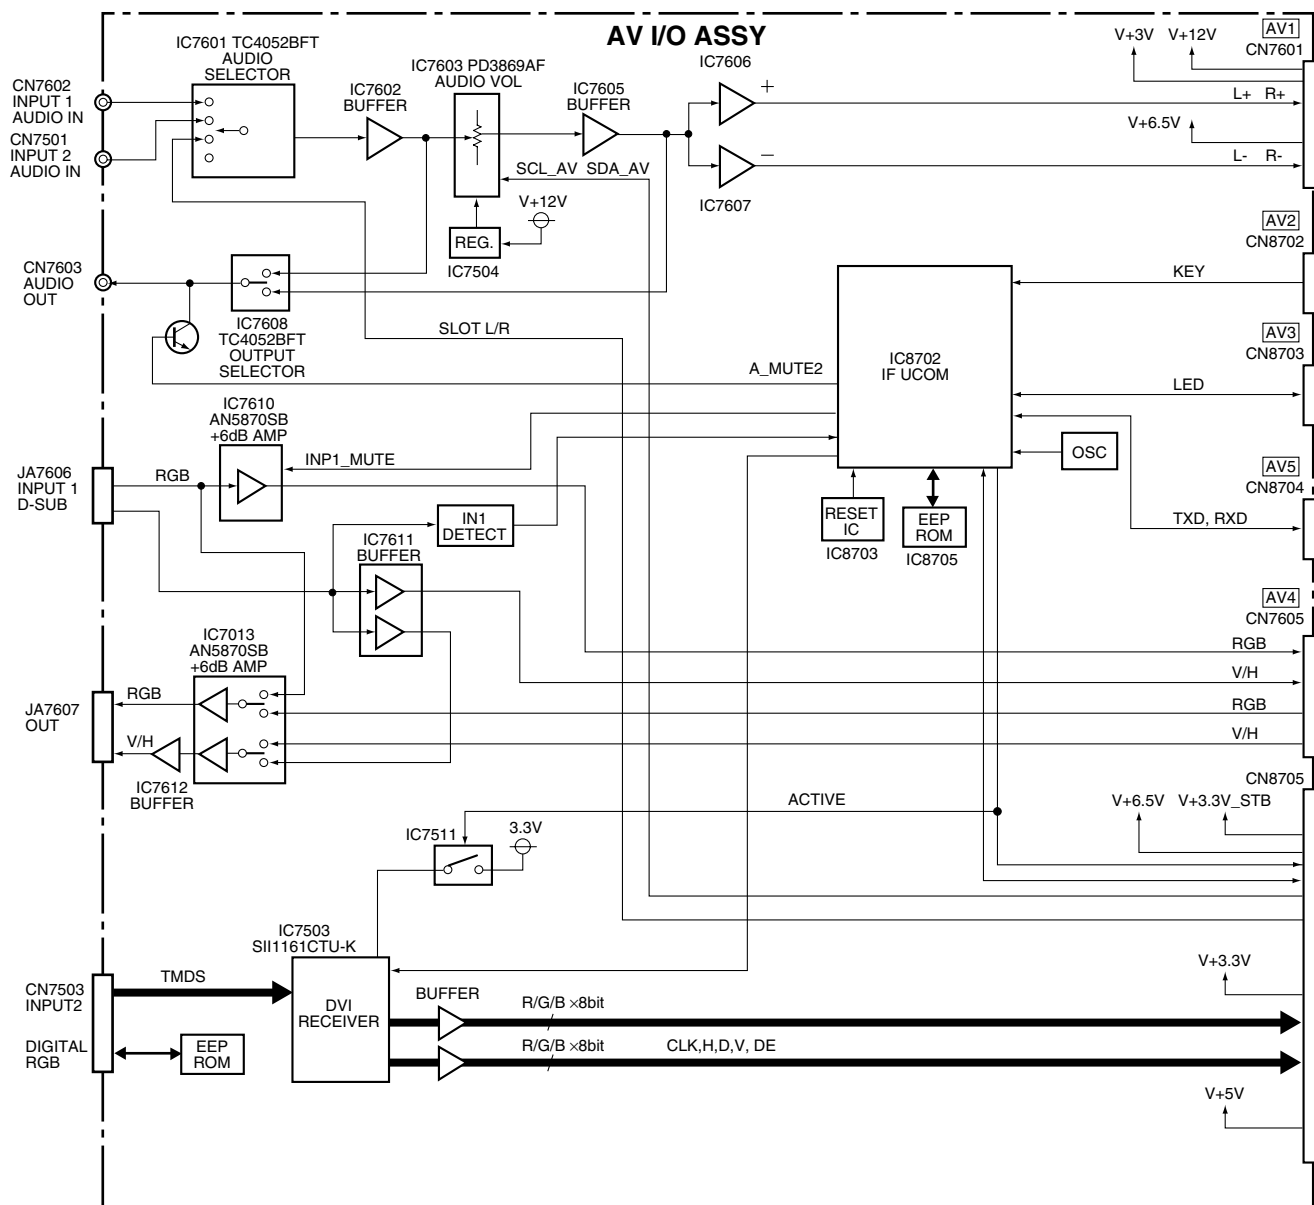 AV I/O ASSY
IC7601 TC4052BFT
AUDIO
SELECTOR
CN7602
INPUT 1
AUDIO IN
CN7501
INPUT 2
AUDIO IN
IC7602
BUFFER
IC7603 PD3869AF
AUDIO VOL
IC7605
BUFFER
IC7606
+
−
IC7607
V+3V
V+12V
AV1
CN7601
L+ R+
V+6.5V
L- R-
SCL_AV SDA_AV
V+12V
REG.
IC7504
AV2
CN8702
KEY
CN7603
AUDIO
OUT
IC7608
TC4052BFT
OUTPUT
SELECTOR
SLOT L/R
A_MUTE2
IC8702
IF UCOM
AV3
CN8703
LED
IC7610
AN5870SB
+6dB AMP
INP1_MUTE
OSC
AV5
CN8704
JA7606
INPUT 1
D-SUB
RGB
IN1
DETECT
RESET
IC
IC8703
EEP
ROM
IC8705
TXD, RXD
IC7611
BUFFER
AV4
CN7605
IC7013
AN5870SB
+6dB AMP
RGB
V/H
JA7607
OUT
RGB
RGB
V/H
V/H
IC7612
BUFFER
CN8705
ACTIVE
V+6.5V
V+3.3V_STB
IC7511
3.3V
IC7503
SII1161CTU-K
TMDS
CN7503
INPUT2
DVI
RECEIVER
BUFFER
R/G/B ×8bit
V+3.3V
DIGITAL
RGB
EEP
ROM
R/G/B ×8bit
CLK,H,D,V, DE
V+5V